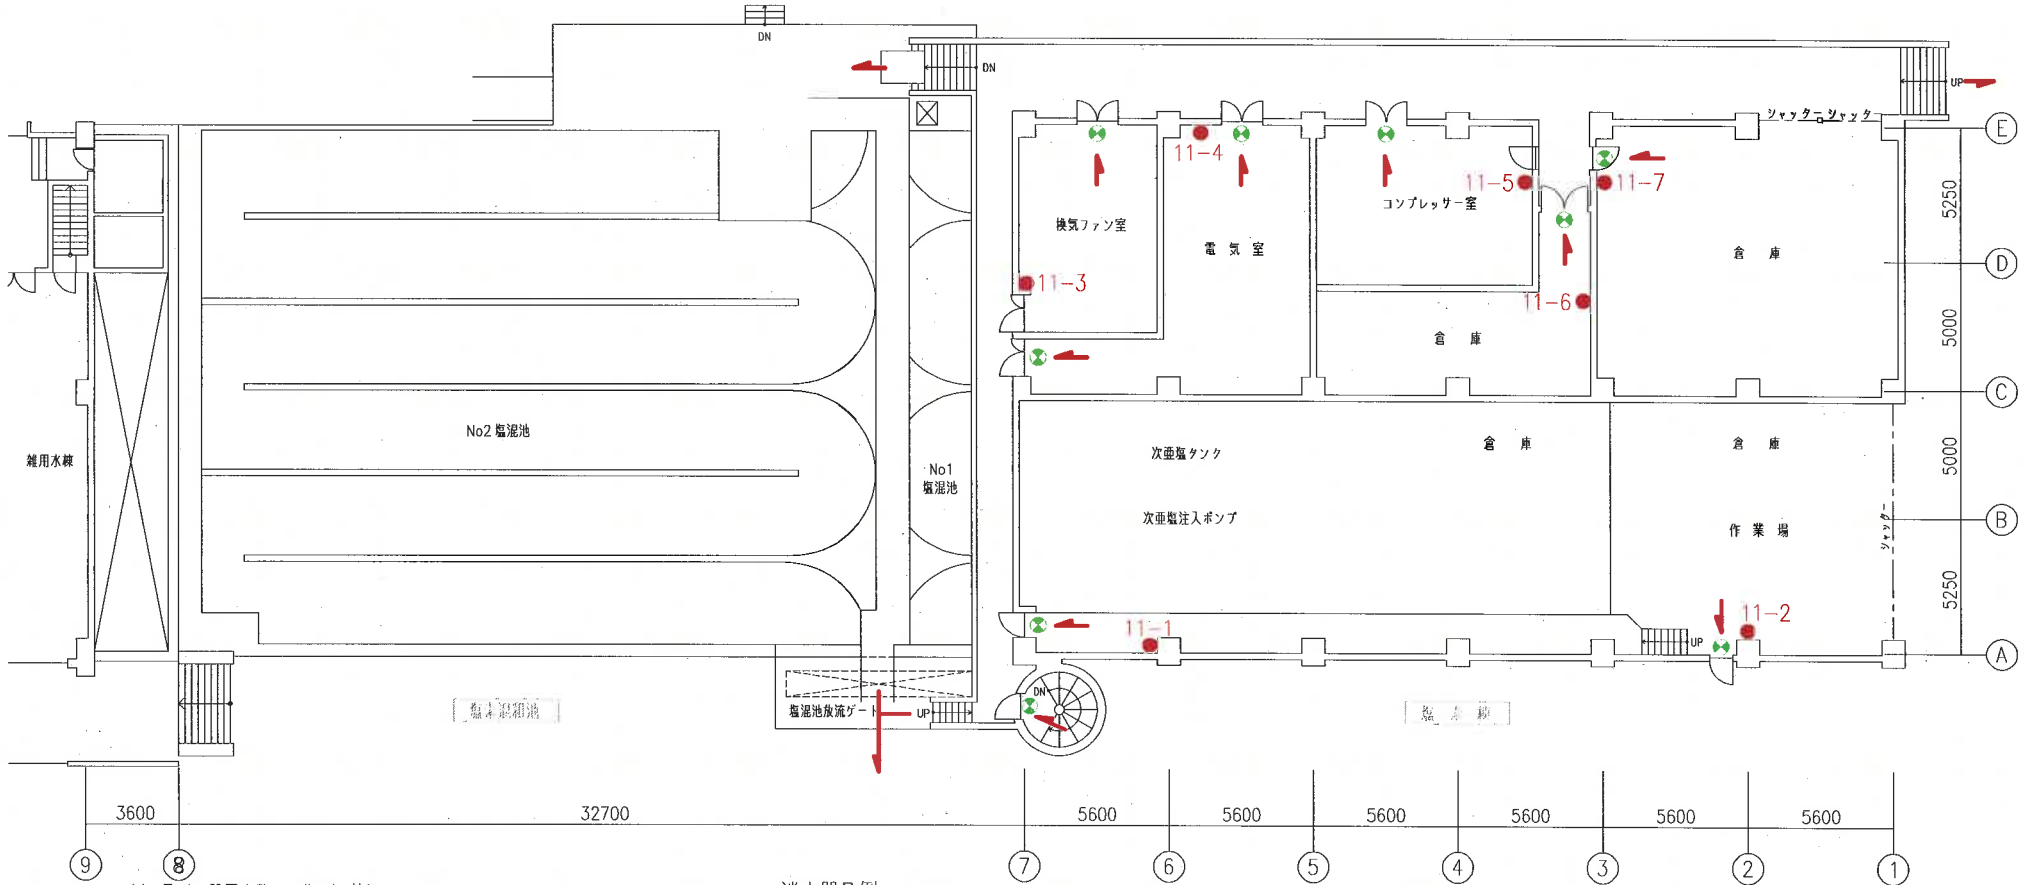 DN
DN
UP
シャッター
シャッター
E
11-4
11-5
11-7
5250
コンプレッサー室
換気ファン室
電気室
倉庫
D
11-3
11-6
5000
倉庫
C
No2 塩混池
倉庫
倉庫
次亜塩タンク
雑用水棟
No1
塩混池
5000
次亜塩注入ポンプ
作業場
シャッター
B
5250
11-1
11-2
UP
A
DN
塩混池放流ゲート
UP
3600
32700
5600
5600
5600
5600
5600
5600
9
8
7
6
5
4
3
2
1